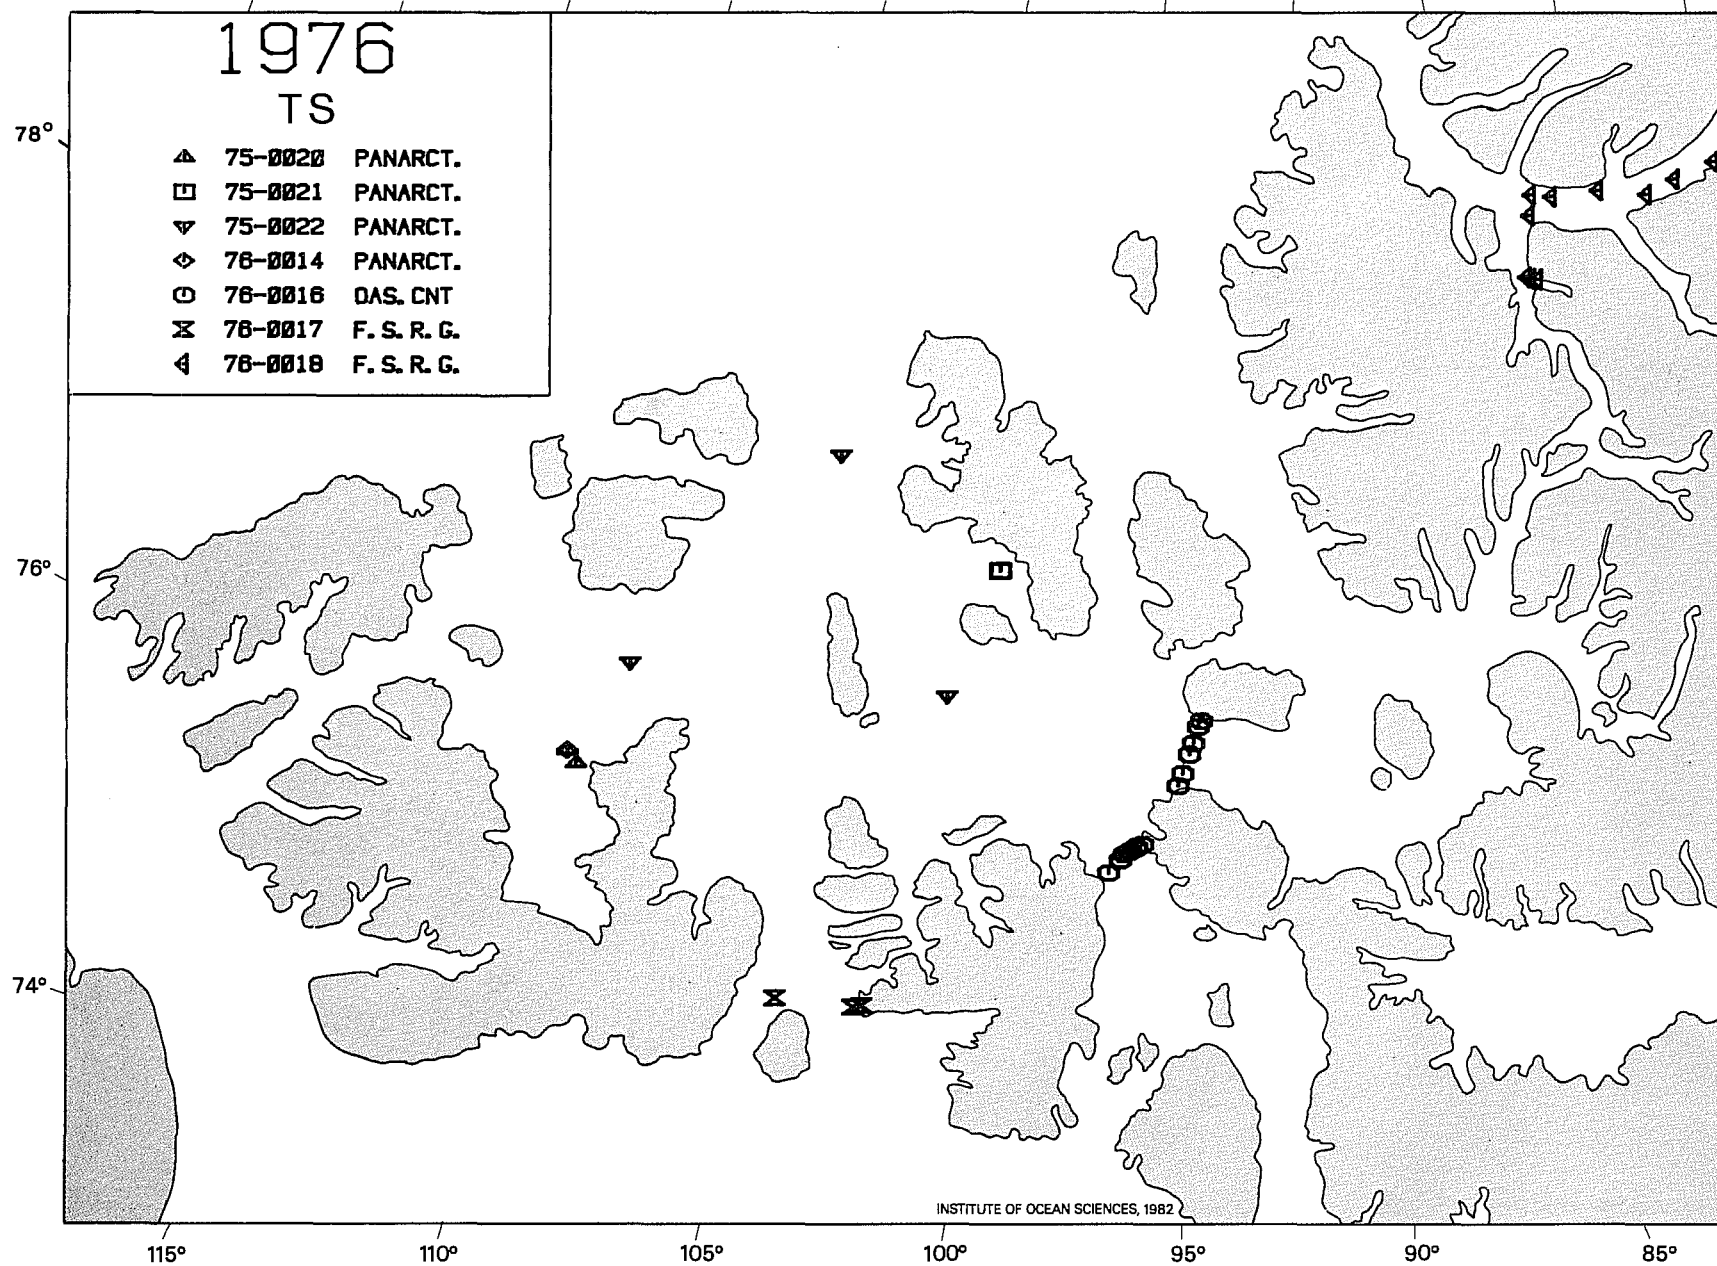 1976
TS
75-0020 PANARCT.
75-0021 PANARCT.
75-0022 PANARCT.
76-0014 PANARCT.
76-0016 OAS. CNT
76-0017 F. S. R. G.
76-0018 F. S. R. G.
78°
76°
74°
INSTITUTE OF OCEAN SCIENCES, 1982
115° 110° 105° 100° 95° 90° 85°